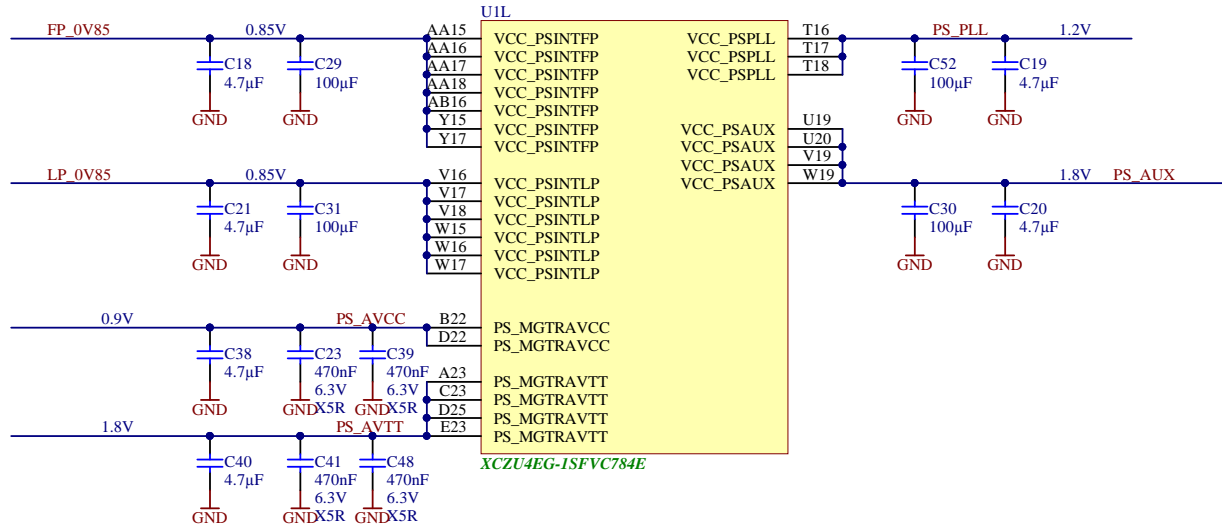 U1L
FP_0V85
0.85V
C18
4.7µF
GND
C29
100µF
GND
AA15
AA16
AA17
AA18
AB16
Y15
Y17
VCC_PSINTFP
VCC_PSINTFP
VCC_PSINTFP
VCC_PSINTFP
VCC_PSINTFP
VCC_PSINTFP
VCC_PSINTFP
VCC_PSPLL
VCC_PSPLL
VCC_PSPLL
T16
T17
T18
PS_PLL
1.2V
C52
100µF
GND
C19
4.7µF
GND
VCC_PSAUX
VCC_PSAUX
VCC_PSAUX
VCC_PSAUX
U19
U20
V19
W19
1.8V
PS_AUX
C30
100µF
GND
C20
4.7µF
GND
LP_0V85
0.85V
C21
4.7µF
GND
C31
100µF
GND
V16
V17
V18
W15
W16
W17
VCC_PSINTLP
VCC_PSINTLP
VCC_PSINTLP
VCC_PSINTLP
VCC_PSINTLP
VCC_PSINTLP
0.9V
PS_AVCC
C38
4.7µF
GND
C23
470nF
6.3V
X5R
GND
C39
470nF
6.3V
X5R
GND
B22
D22
PS_MGTRAVCC
PS_MGTRAVCC
A23
C23
D25
E23
PS_MGTRAVTT
PS_MGTRAVTT
PS_MGTRAVTT
PS_MGTRAVTT
1.8V
PS_AVTT
C40
4.7µF
GND
C41
470nF
6.3V
X5R
GND
C48
470nF
6.3V
X5R
GND
XCZU4EG-1SFVC784E